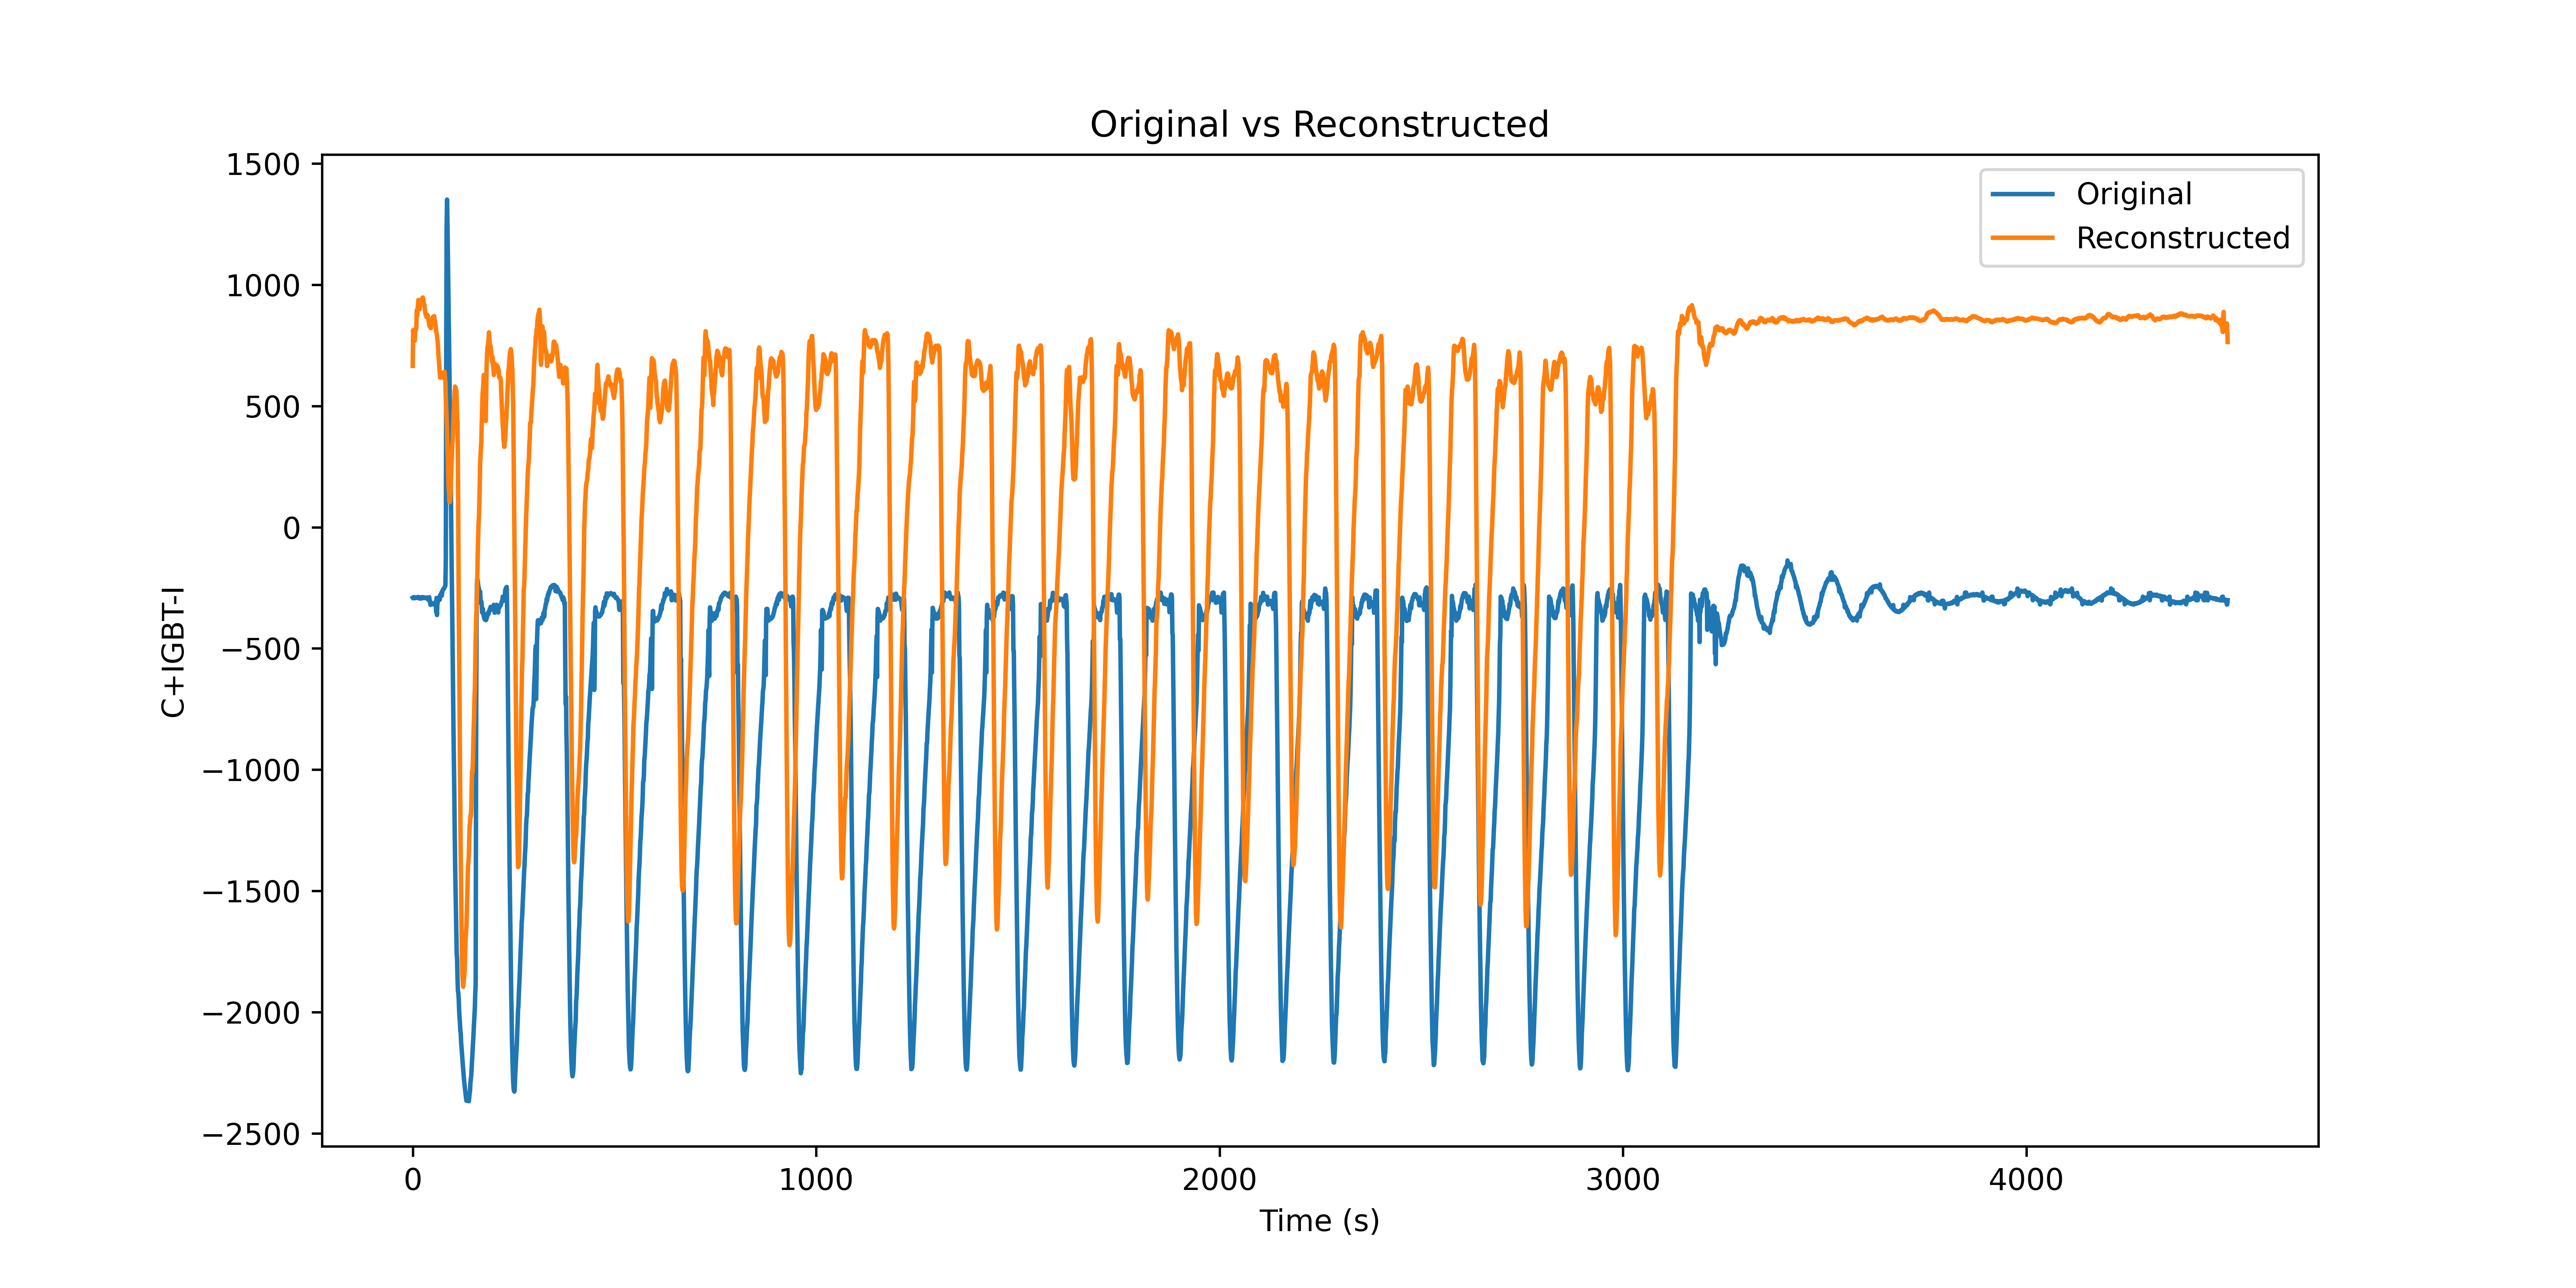 Original vs Reconstructed
Original
Reconstructed
1500
1000
500
0
−500
−1000
−1500
−2000
−2500
C+IGBT-I
0 1000 2000 3000 4000
Time (s)